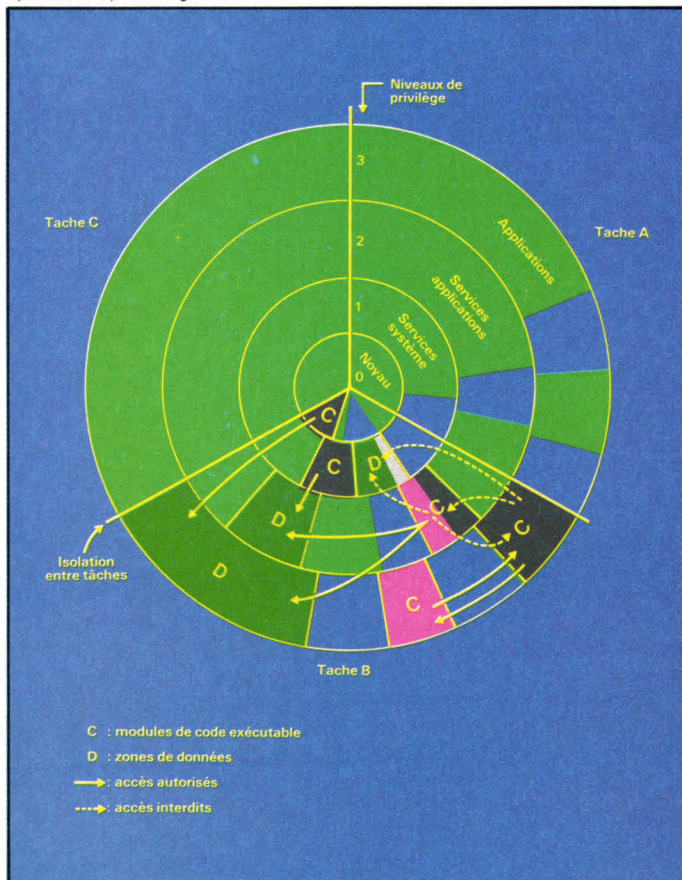 Niveaux de
privilège
3
Tache C
Tache A
Applications
2
Services
applications
1
Services
système
Noyau
0
C
C
D
C
C
D
D
C
Isolation
entre tâches
Tache B
C : modules de code exécutable
D : zones de données
: accès autorisés
: accès interdits